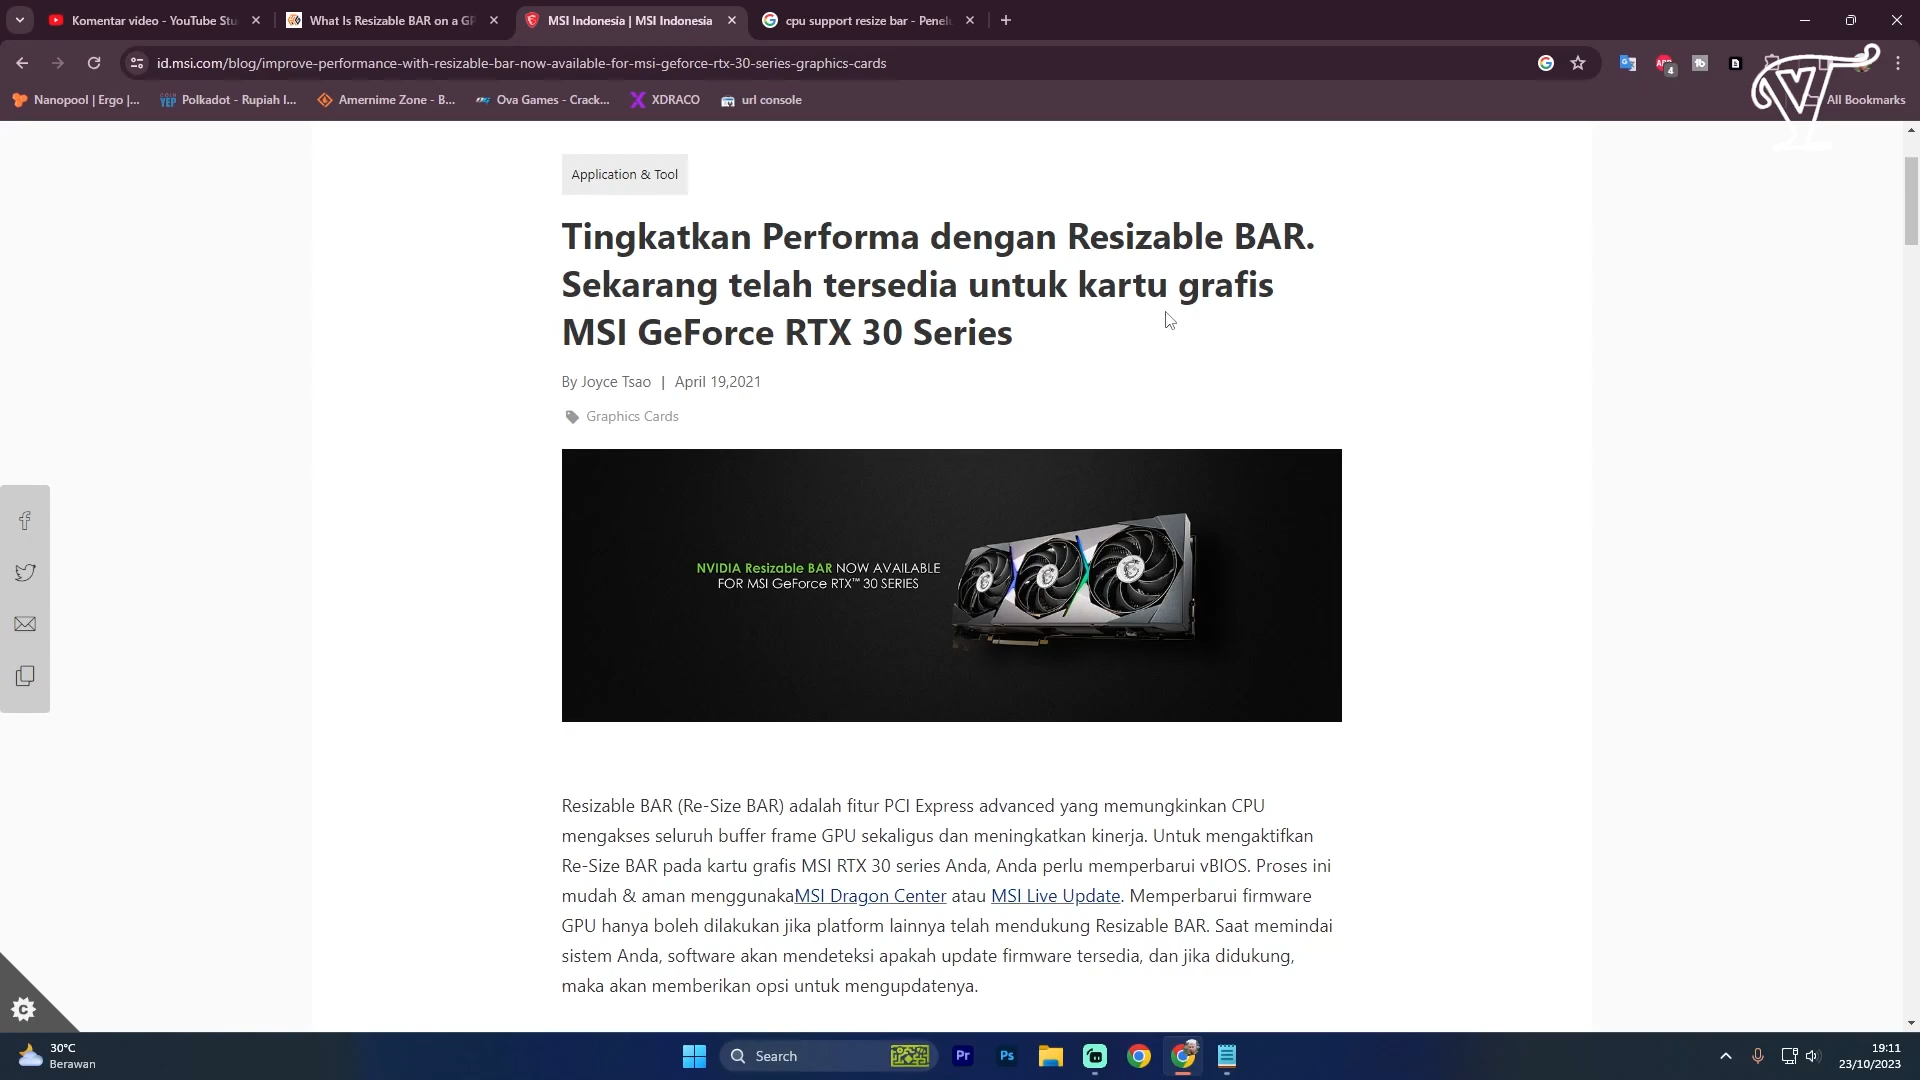 Komentar video - YouTube Stu
What Is Resizable BAR on a GP
MSI Indonesia | MSI Indonesia
cpu support resize bar - Penelu
id.msi.com/blog/improve-performance-with-resizable-bar-now-available-for-msi-geforce-rtx-30-series-graphics-cards
4
Nanopool | Ergo |...
Polkadot - Rupiah I...
Amernime Zone - B...
Ova Games - Crack...
XDRACO
url console
All Bookmarks
Application & Tool
Tingkatkan Performa dengan Resizable BAR.
Sekarang telah tersedia untuk kartu grafis
MSI GeForce RTX 30 Series
By Joyce Tsao | April 19,2021
Graphics Cards
NVIDIA Resizable BAR NOW AVAILABLE
FOR MSI GeForce RTX™ 30 SERIES
Resizable BAR (Re-Size BAR) adalah fitur PCI Express advanced yang memungkinkan CPU
mengakses seluruh buffer frame GPU sekaligus dan meningkatkan kinerja. Untuk mengaktifkan
Re-Size BAR pada kartu grafis MSI RTX 30 series Anda, Anda perlu memperbarui vBIOS. Proses ini
mudah & aman menggunakaMSI Dragon Center atau MSI Live Update. Memperbarui firmware
GPU hanya boleh dilakukan jika platform lainnya telah mendukung Resizable BAR. Saat memindai
sistem Anda, software akan mendeteksi apakah update firmware tersedia, dan jika didukung,
maka akan memberikan opsi untuk mengupdatenya.
30°C
Berawan
Search
Pr
Ps
19:11
23/10/2023